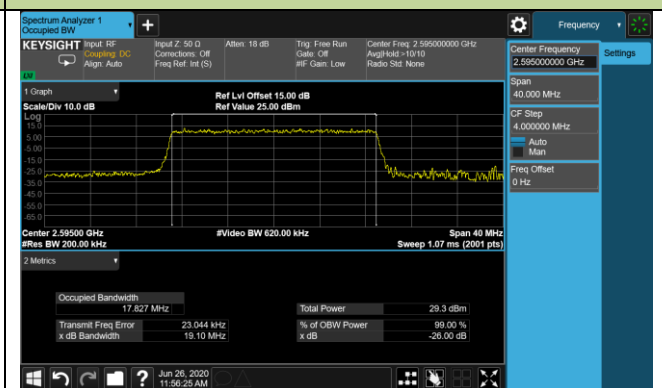 Spectrum Analyzer 1
Occupied BW
+
Frequency
KEYSIGHT
Input: RF
Coupling: DC
Align: Auto
Input Z: 50 Ω
Corrections: Off
Freq Ref: Int (S)
Atten: 18 dB
Trig: Free Run
Gate: Off
#IF Gain: Low
Center Freq: 2.595000000 GHz
Avg|Hold:>10/10
Radio Std: None
Center Frequency
2.595000000 GHz
Settings
Span
40.000 MHz
CF Step
4.000000 MHz
Auto
Man
Freq Offset
0 Hz
1 Graph
Scale/Div 10.0 dB
Ref Lvl Offset 15.00 dB
Ref Value 25.00 dBm
Log
15.0
5.00
-5.00
-15.0
-25.0
-35.0
-45.0
-55.0
-65.0
Center 2.59500 GHz
#Res BW 200.00 kHz
#Video BW 620.00 kHz
Span 40 MHz
Sweep 1.07 ms (2001 pts)
2 Metrics
Occupied Bandwidth
17.827 MHz
Total Power 29.3 dBm
Transmit Freq Error 23.044 kHz
% of OBW Power 99.00 %
x dB Bandwidth 19.10 MHz
x dB -26.00 dB
?
Jun 26, 2020
11:56:25 AM